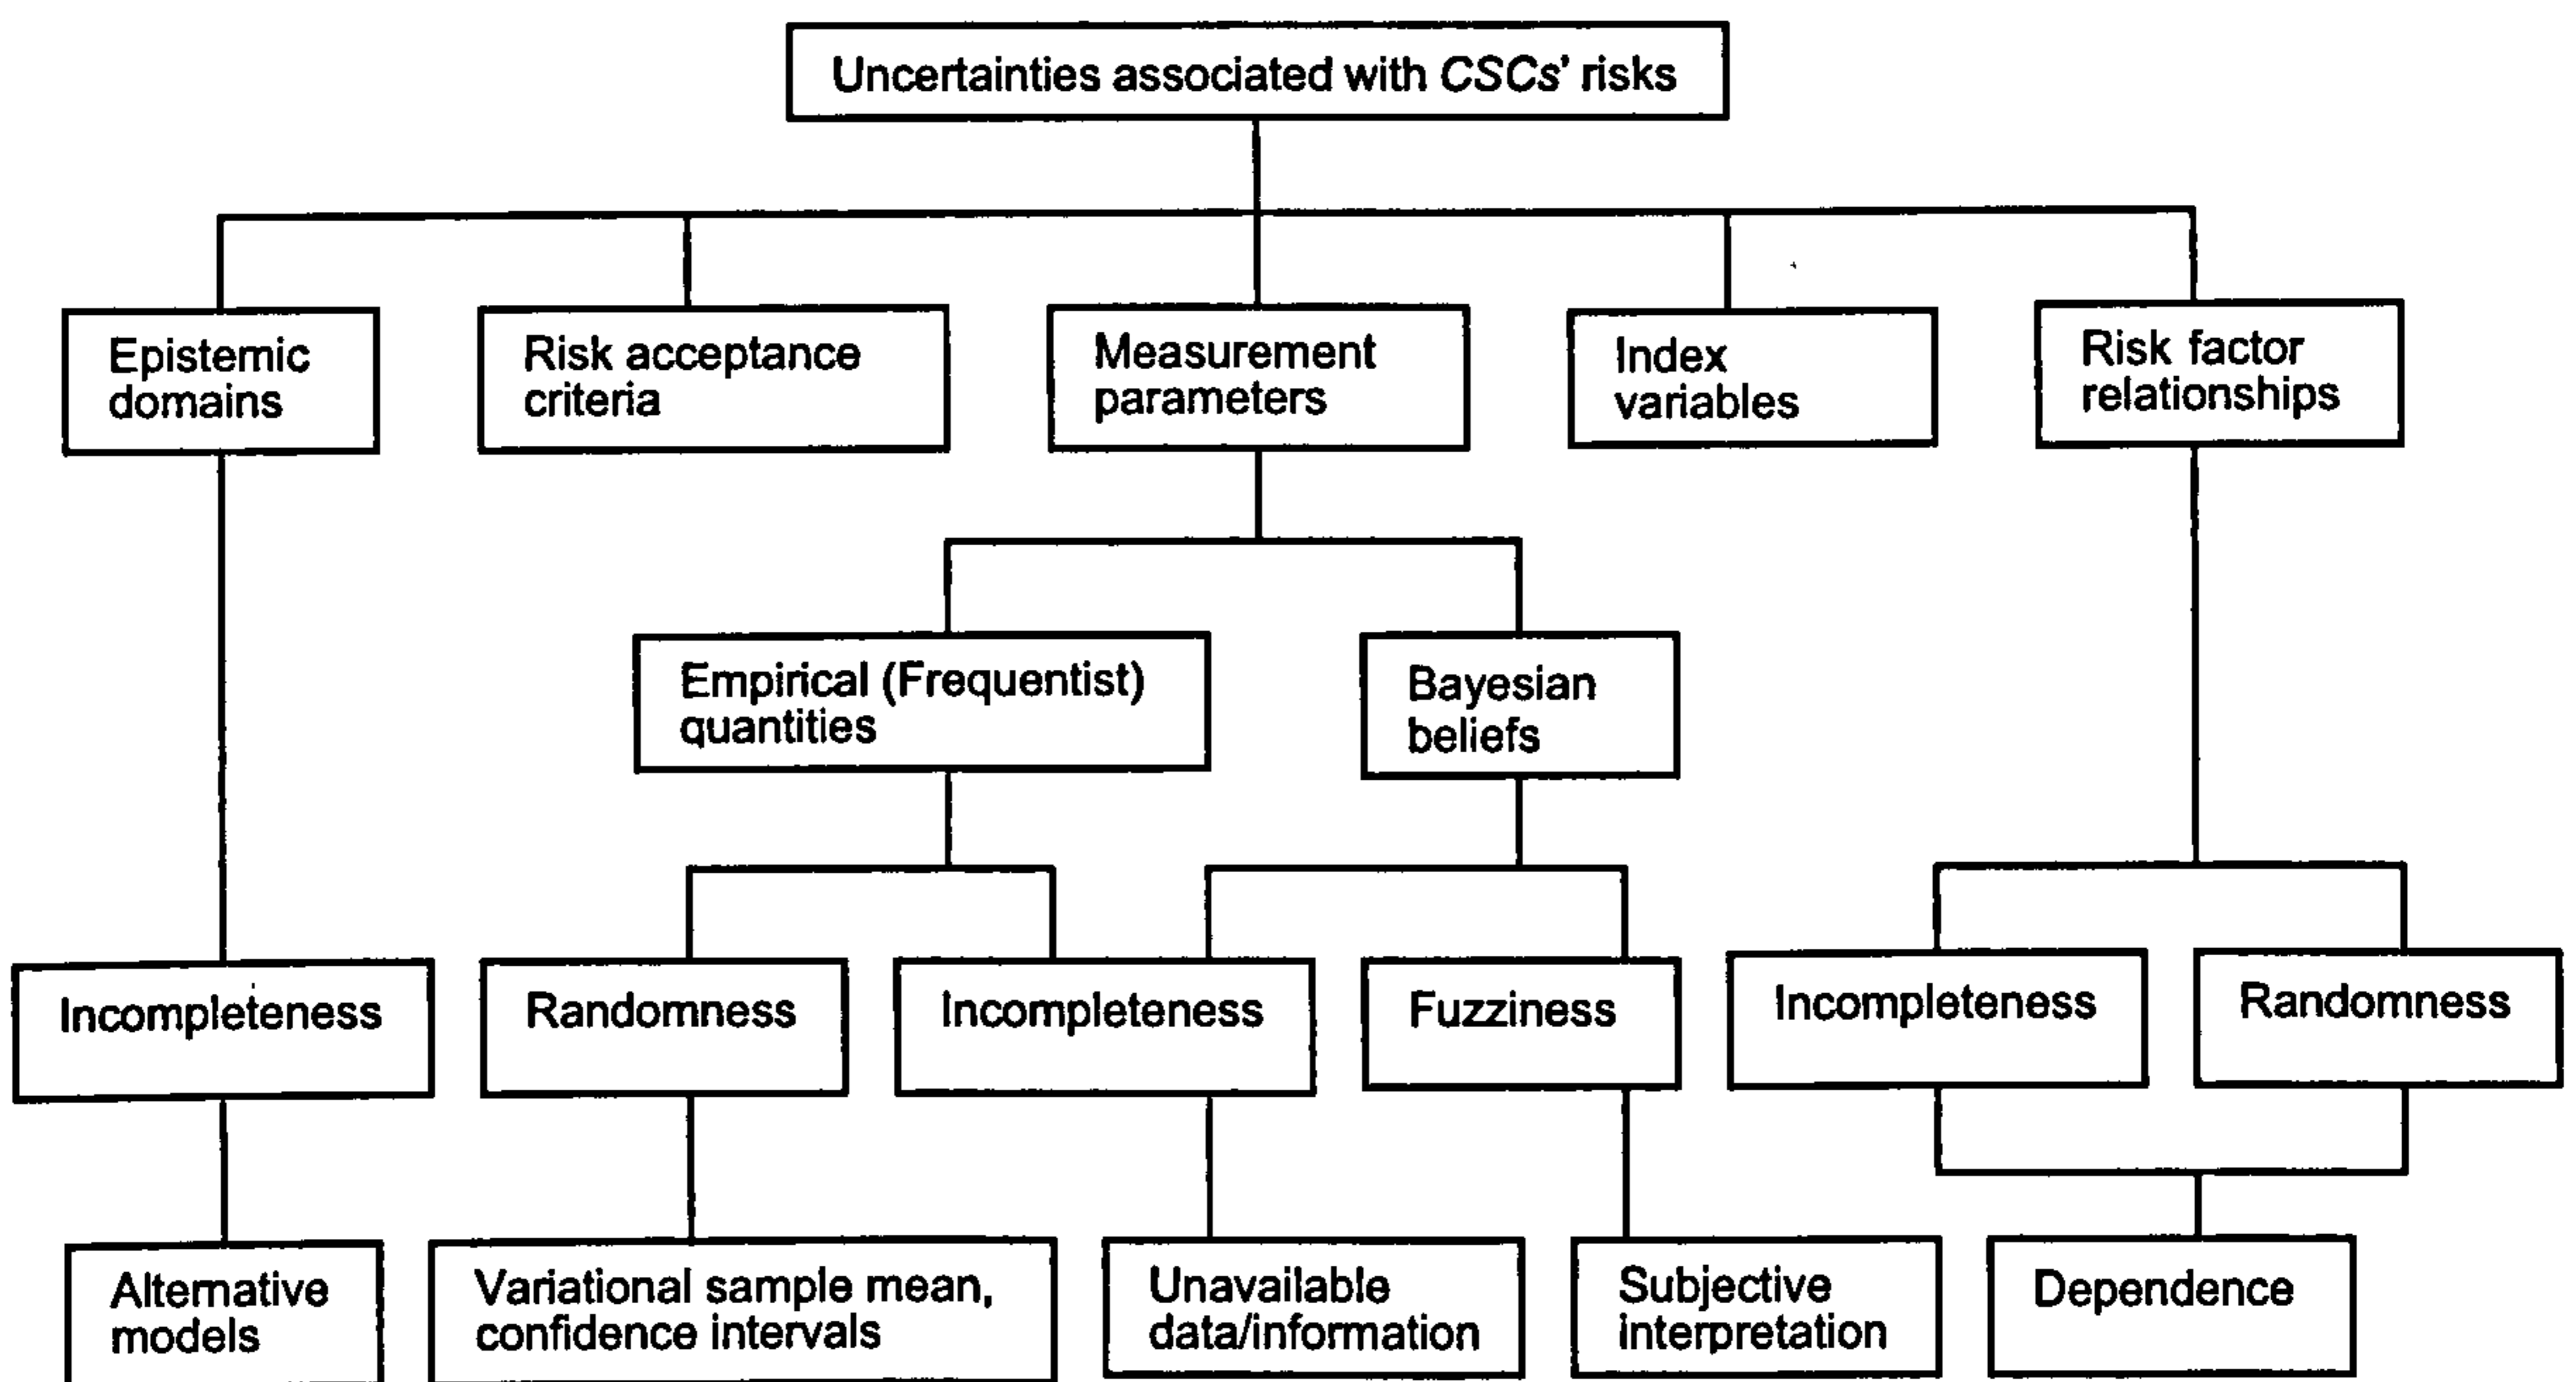 Uncertainties associated with CSCs' risks
Epistemic
domains
Risk acceptance
criteria
Measurement
parameters
Index
variables
Risk factor
relationships
Empirical (Frequentist)
quantities
Bayesian
beliefs
Incompleteness
Randomness
Incompleteness
Fuzziness
Incompleteness
Randomness
Alternative
models
Variational sample mean,
confidence intervals
Unavailable
data/information
Subjective
interpretation
Dependence